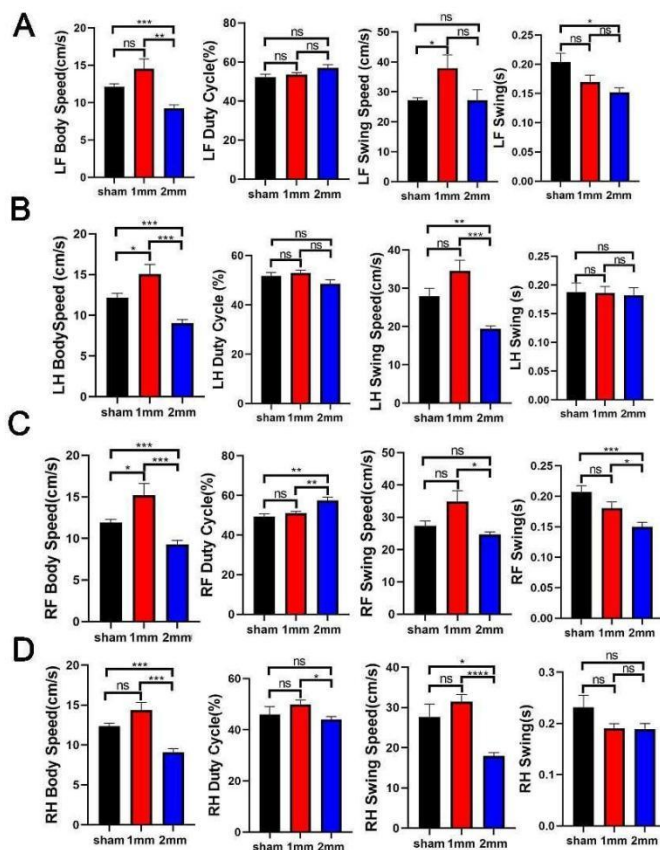 A
LF Body Speed(cm/s)
20
15
10
5
0
***
ns
**
sham 1mm 2mm
LF Duty Cycle(%)
80
60
40
20
0
ns
ns
ns
sham 1mm 2mm
LF Swing Speed(cm/s)
60
40
20
0
ns
*
ns
sham 1mm 2mm
LF Swing(s)
0.25
0.20
0.15
0.10
0.05
0.00
*
ns
ns
sham 1mm 2mm
B
LH BodySpeed (cm/s)
20
15
10
5
0
***
*
***
sham 1mm 2mm
LH Duty Cycle (%)
60
40
20
0
ns
ns
ns
sham 1mm 2mm
LH Swing Speed(cm/s)
40
30
20
10
0
**
ns
***
sham 1mm 2mm
LH Swing (s)
0.25
0.20
0.15
0.10
0.05
0.00
ns
ns
ns
sham 1mm 2mm
C
RF Body Speed(cm/s)
20
15
10
5
0
***
*
***
sham 1mm 2mm
RF Duty Cycle(%)
80
60
40
20
0
**
ns
**
sham 1mm 2mm
RF Swing Speed(cm/s)
50
40
30
20
10
0
ns
ns
*
sham 1mm 2mm
RF Swing(s)
0.25
0.20
0.15
0.10
0.05
0.00
***
ns
*
sham 1mm 2mm
D
RH Body Speed(cm/s)
20
15
10
5
0
***
ns
***
sham 1mm 2mm
RH Duty Cycle(%)
60
40
20
0
ns
ns
*
sham 1mm 2mm
RH Swing Speed(cm/s)
40
30
20
10
0
*
ns
****
sham 1mm 2mm
RH Swing(s)
0.3
0.2
0.1
0.0
ns
ns
ns
sham 1mm 2mm